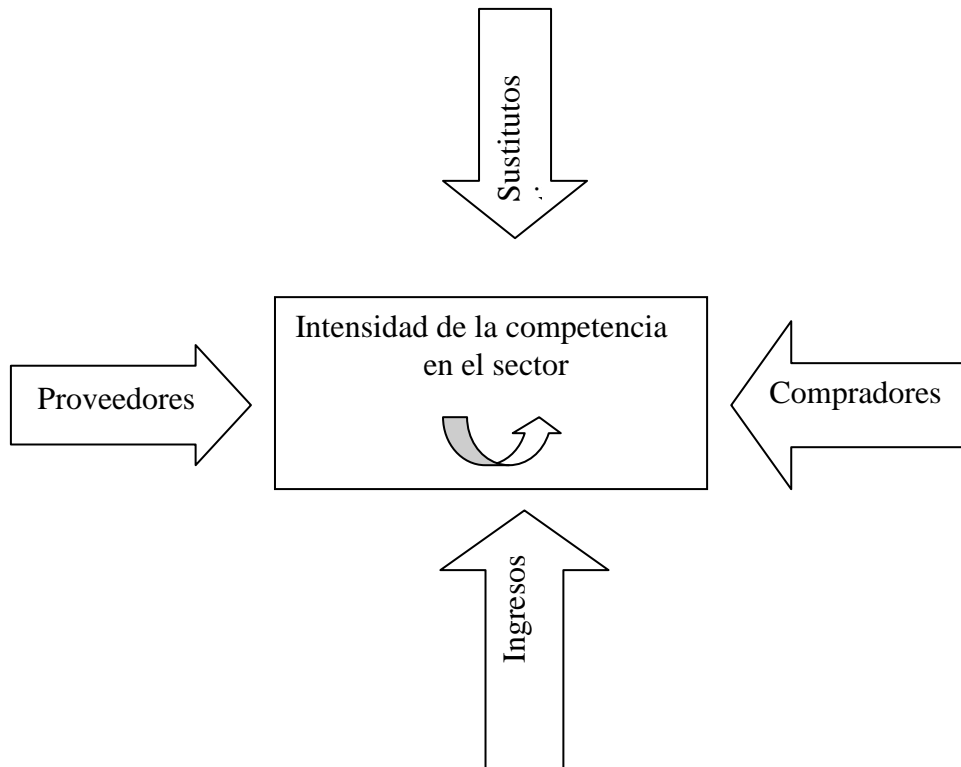 Sustitutos
Intensidad de la competencia
en el sector
Proveedores
Compradores
Ingresos